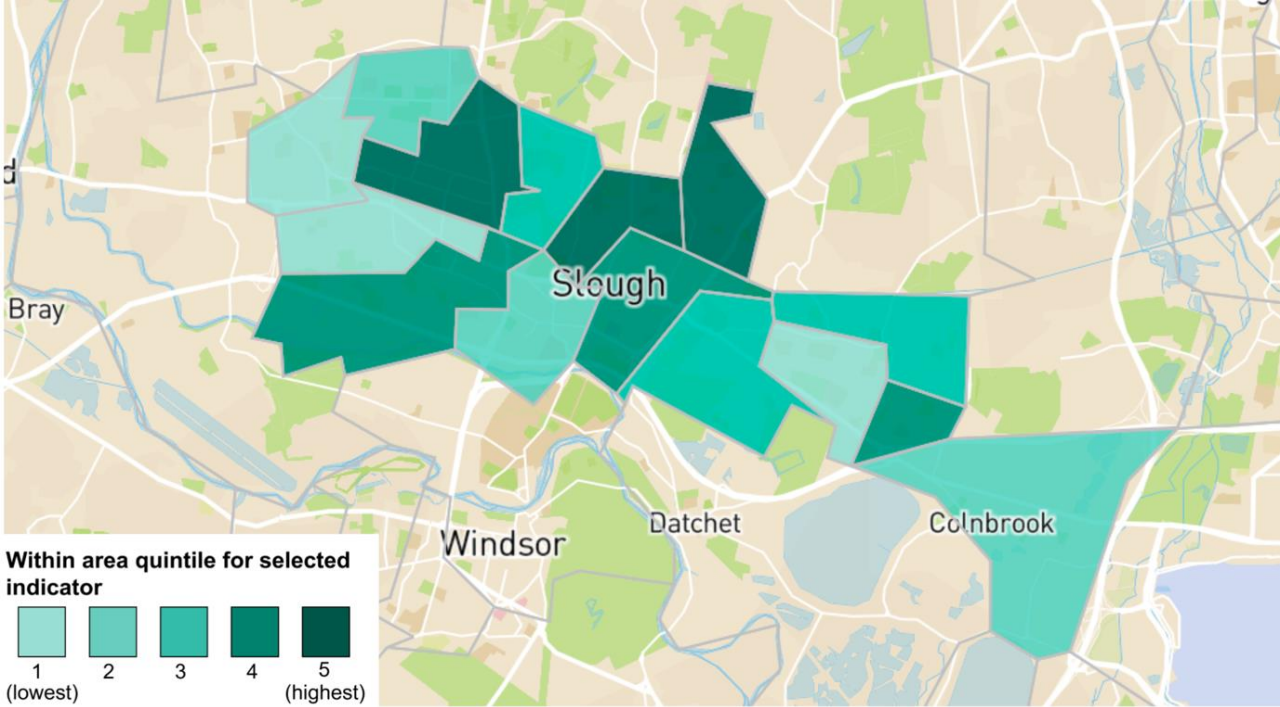 d
Bray
Slough
Windsor
Datchet
Colnbrook
Within area quintile for selected
indicator
1 2 3 4 5
(lowest) (highest)